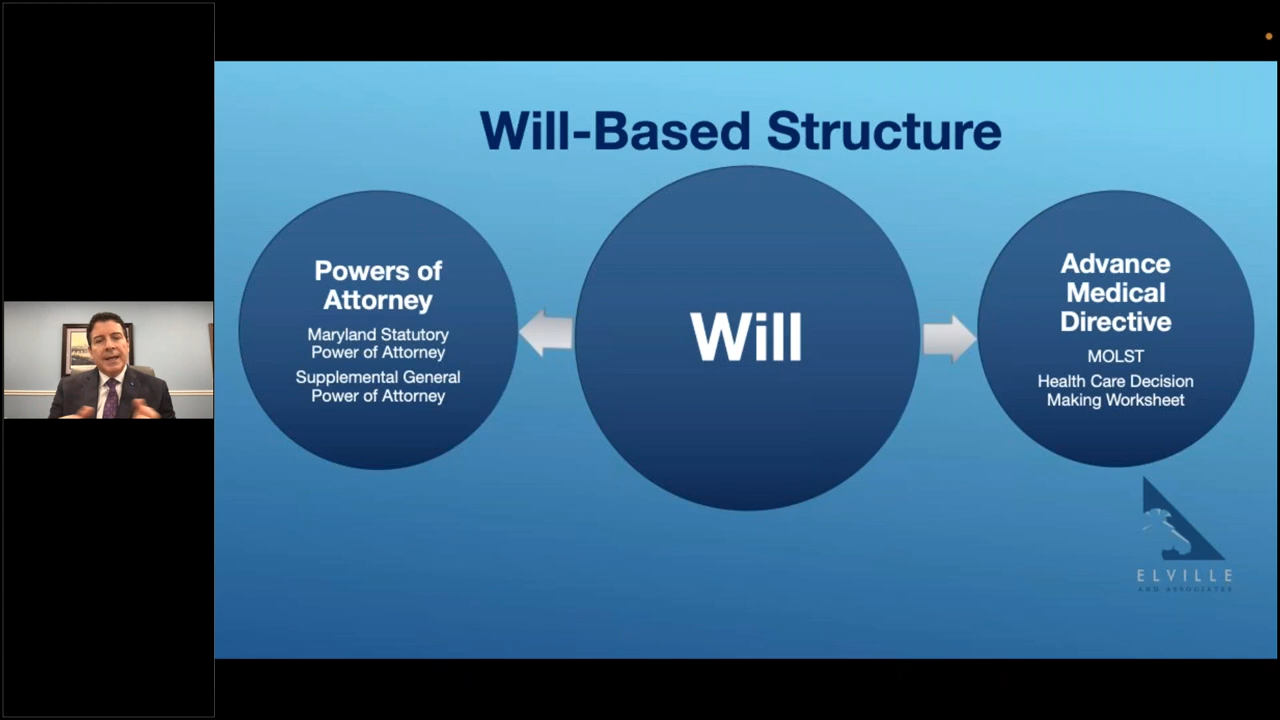 Will-Based Structure
Powers of
Attorney
Maryland Statutory
Power of Attorney
Supplemental General
Power of Attorney
Will
Advance
Medical
Directive
MOLST
Health Care Decision
Making Worksheet
ELVILLE
AND ASSOCIATES